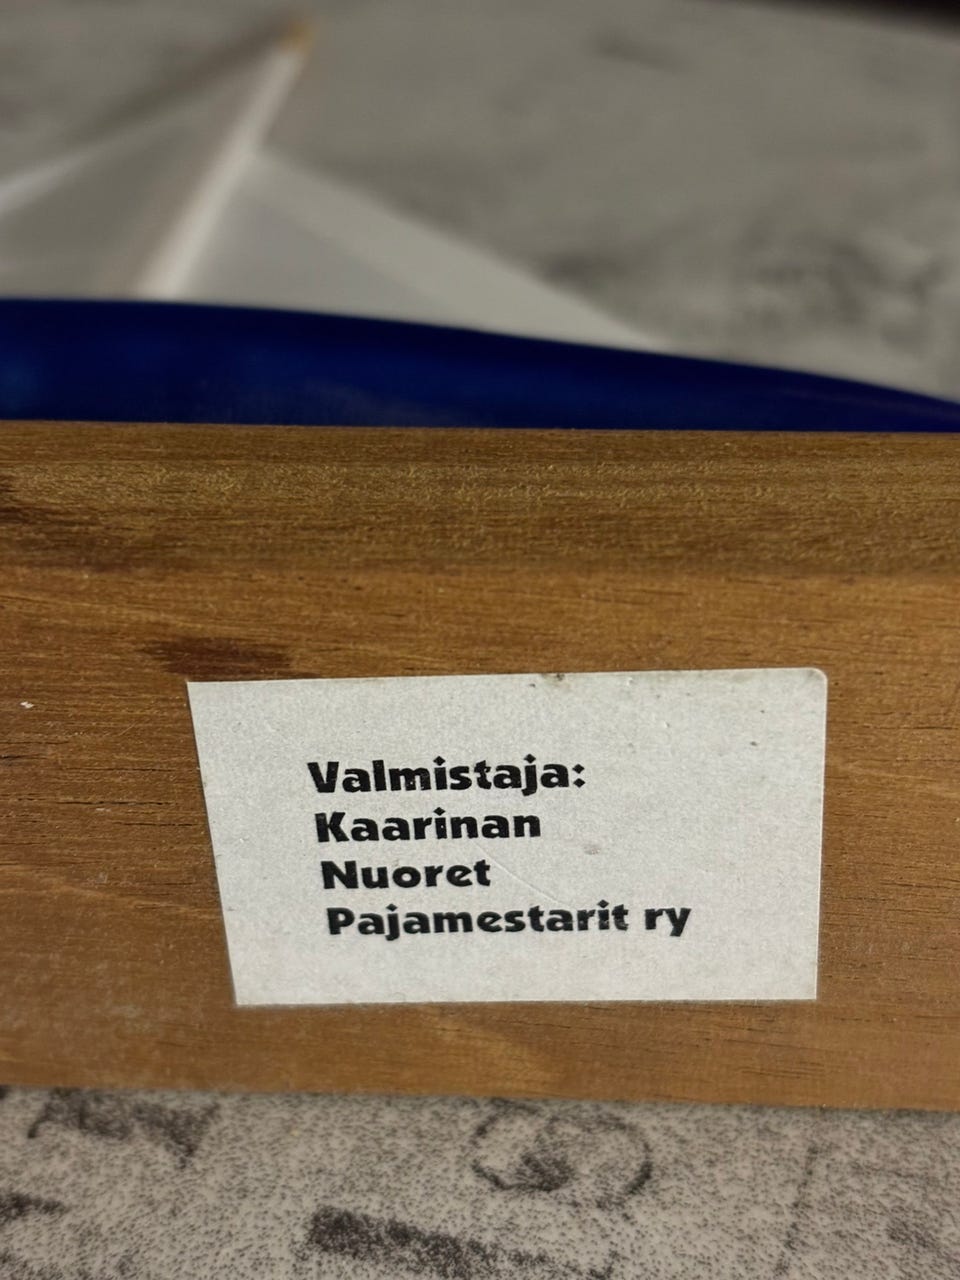 Valmistaja:
Kaarinan
Nuoret
Pajamestarit ry